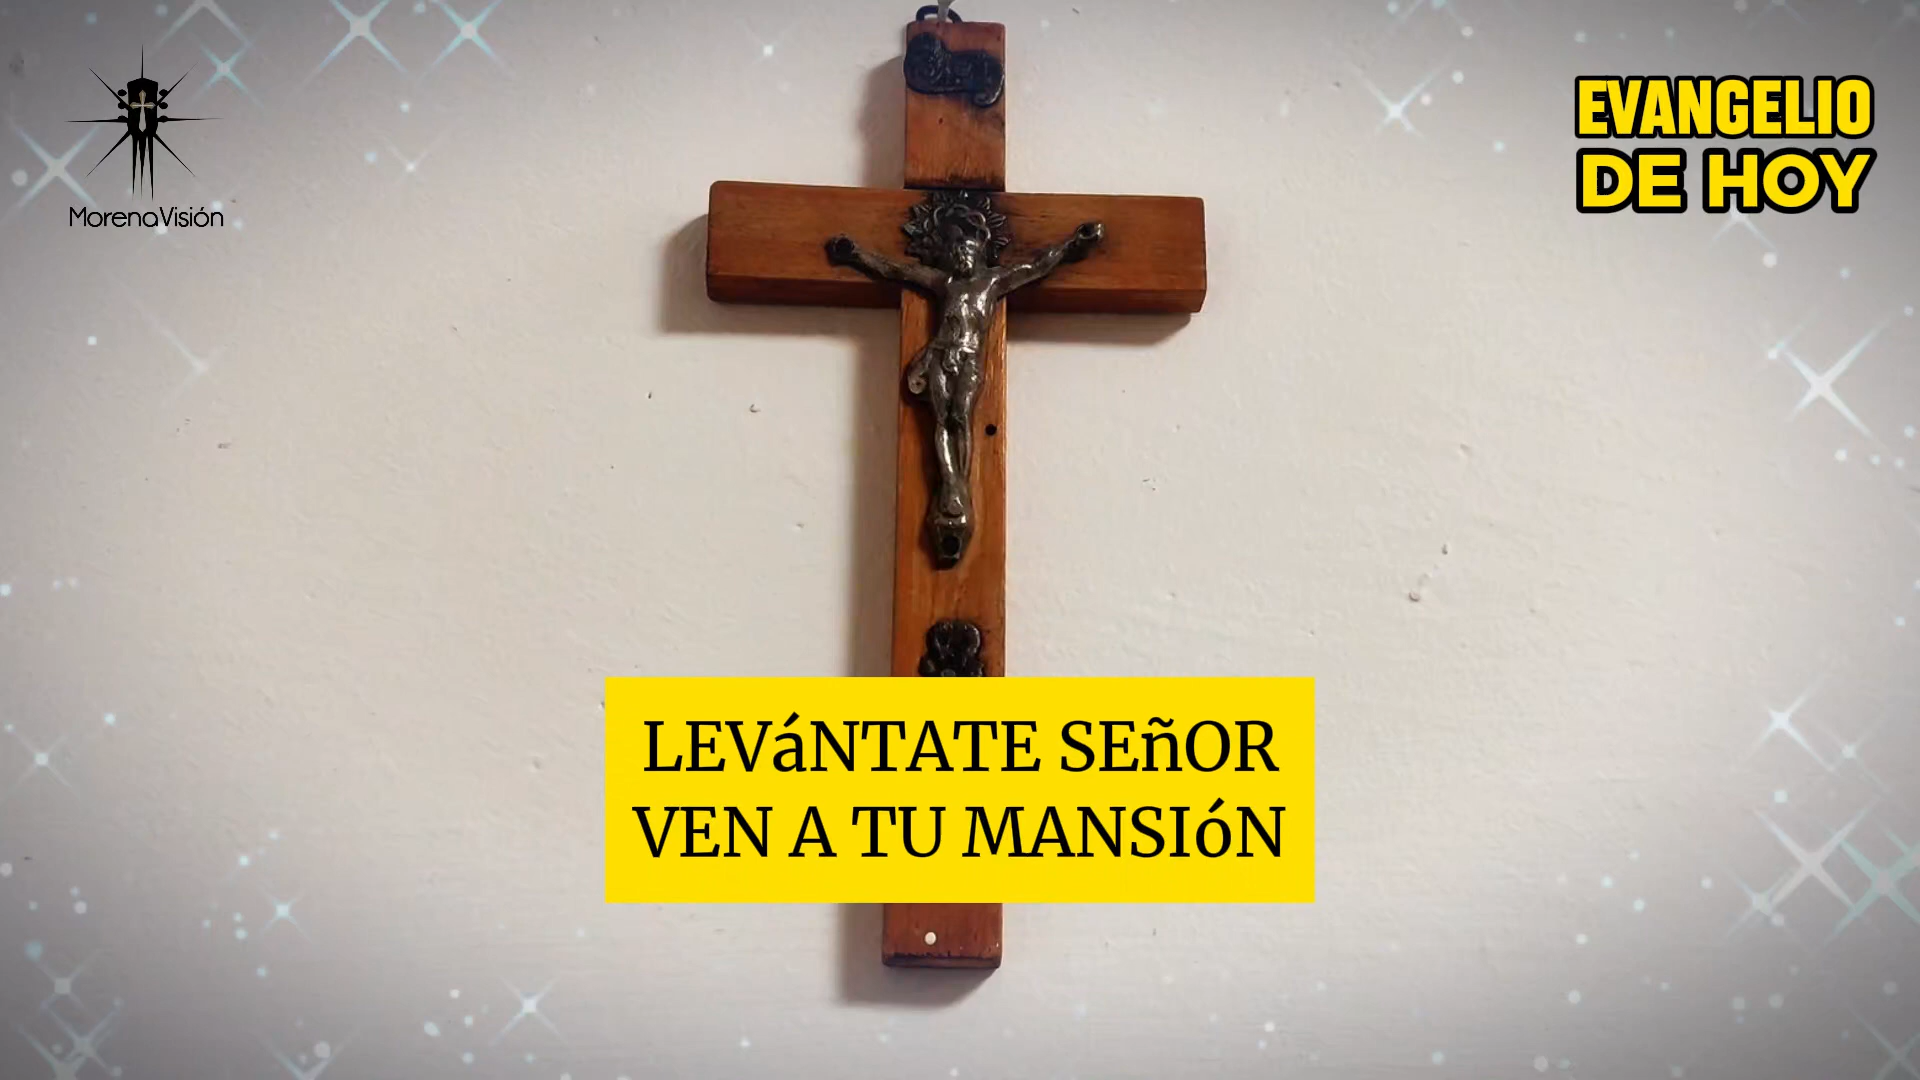 MorenaVisión
EVANGELIO
DE HOY
LEVáNTATE SEñOR
VEN A TU MANSIóN